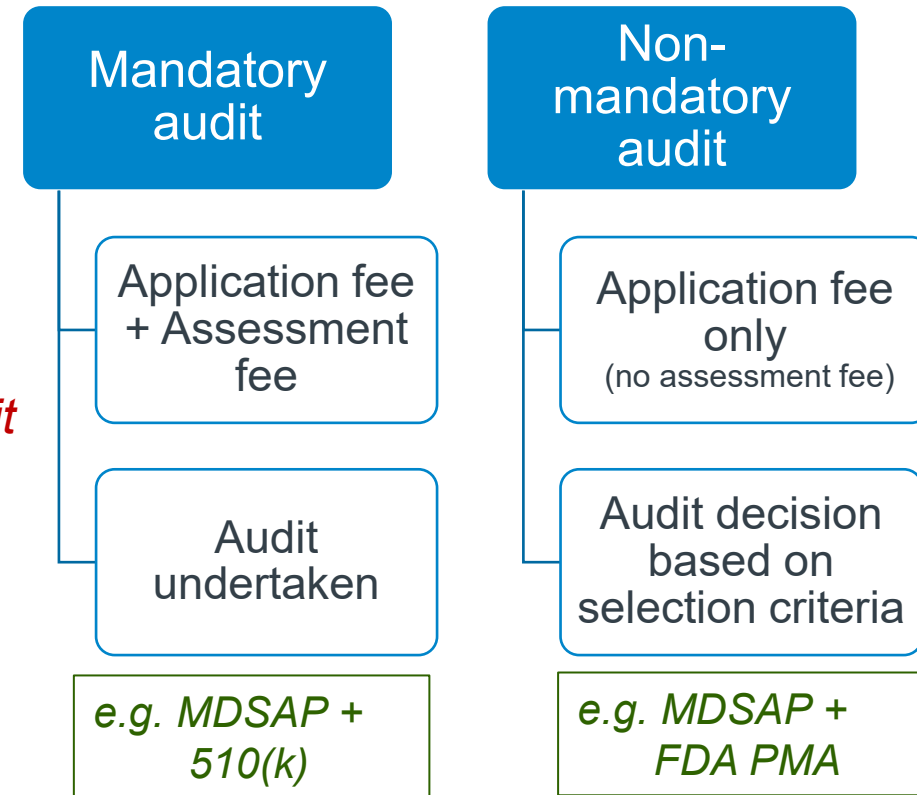 Mandatory
audit
Application fee
+ Assessment
fee
Audit
undertaken
e.g. MDSAP +
510(k)
Non-
mandatory
audit
Application fee
only
(no assessment fee)
Audit decision
based on
selection criteria
e.g. MDSAP +
FDA PMA